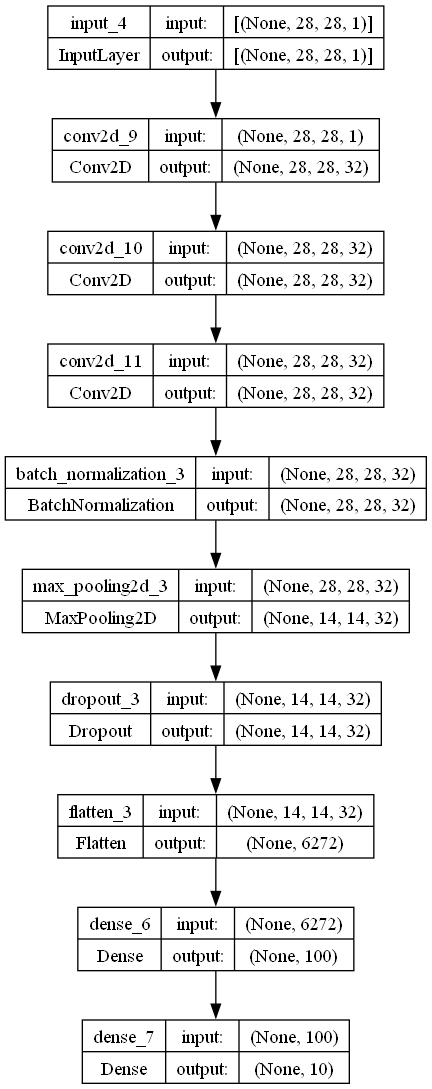 input_4 input: [(None, 28, 28, 1)]
InputLayer output: [(None, 28, 28, 1)]
conv2d_9 input: (None, 28, 28, 1)
Conv2D output: (None, 28, 28, 32)
conv2d_10 input: (None, 28, 28, 32)
Conv2D output: (None, 28, 28, 32)
conv2d_11 input: (None, 28, 28, 32)
Conv2D output: (None, 28, 28, 32)
batch_normalization_3 input: (None, 28, 28, 32)
BatchNormalization output: (None, 28, 28, 32)
max_pooling2d_3 input: (None, 28, 28, 32)
MaxPooling2D output: (None, 14, 14, 32)
dropout_3 input: (None, 14, 14, 32)
Dropout output: (None, 14, 14, 32)
flatten_3 input: (None, 14, 14, 32)
Flatten output: (None, 6272)
dense_6 input: (None, 6272)
Dense output: (None, 100)
dense_7 input: (None, 100)
Dense output: (None, 10)